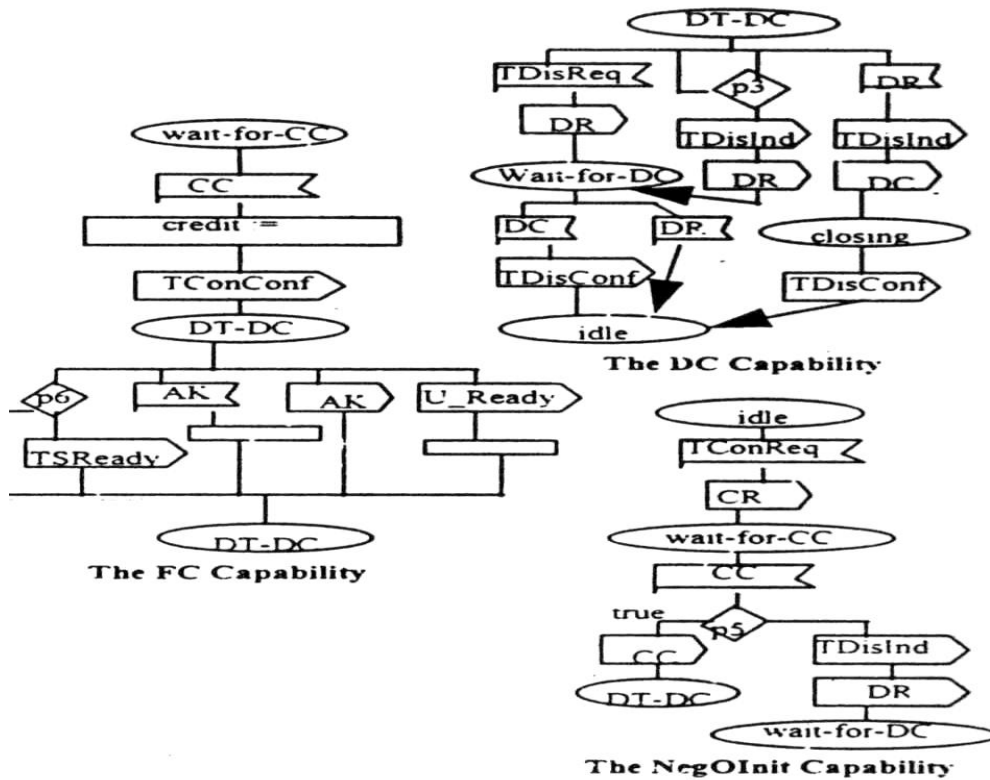 wait-for-CC
CC
credit :=
TConConf
DT-DC
p6
AK
AK
U_Ready
TSReady
DT-DC
The FC Capability
DT-DC
TDisReq
p3
DR
DR
TDisInd
TDisInd
Wait-for-DC
DR
DC
DC
DR
closing
TDisConf
TDisConf
idle
The DC Capability
idle
TConReq
CR
wait-for-CC
CC
true
p5
CC
TDisInd
DT-DC
DR
wait-for-DC
The NegOInit Capability